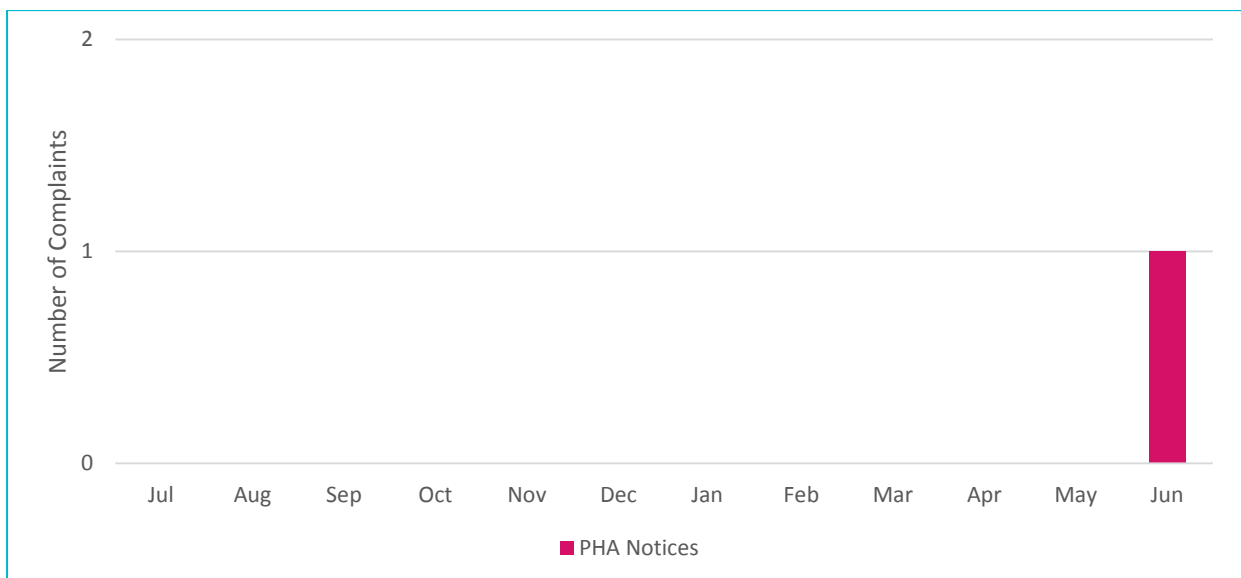 2
1
0
Number of Complaints
Jul Aug Sep Oct Nov Dec Jan Feb Mar Apr May Jun
PHA Notices